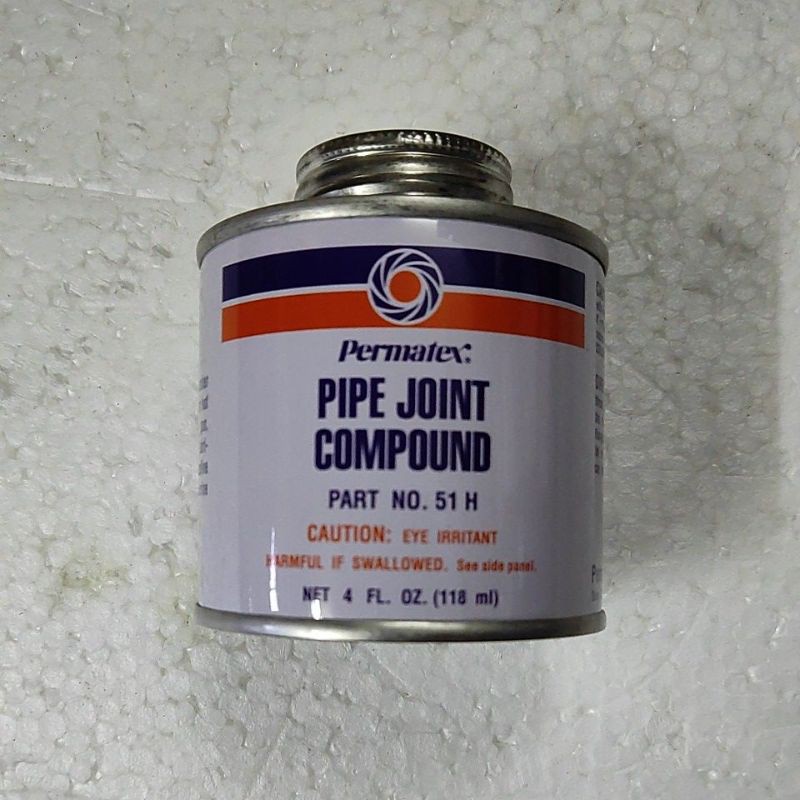 Permatex
PIPE JOINT
COMPOUND
PART NO. 51 H
CAUTION: EYE IRRITANT
HARMFUL IF SWALLOWED. See side panel.
NET 4 FL. OZ. (118 ml)